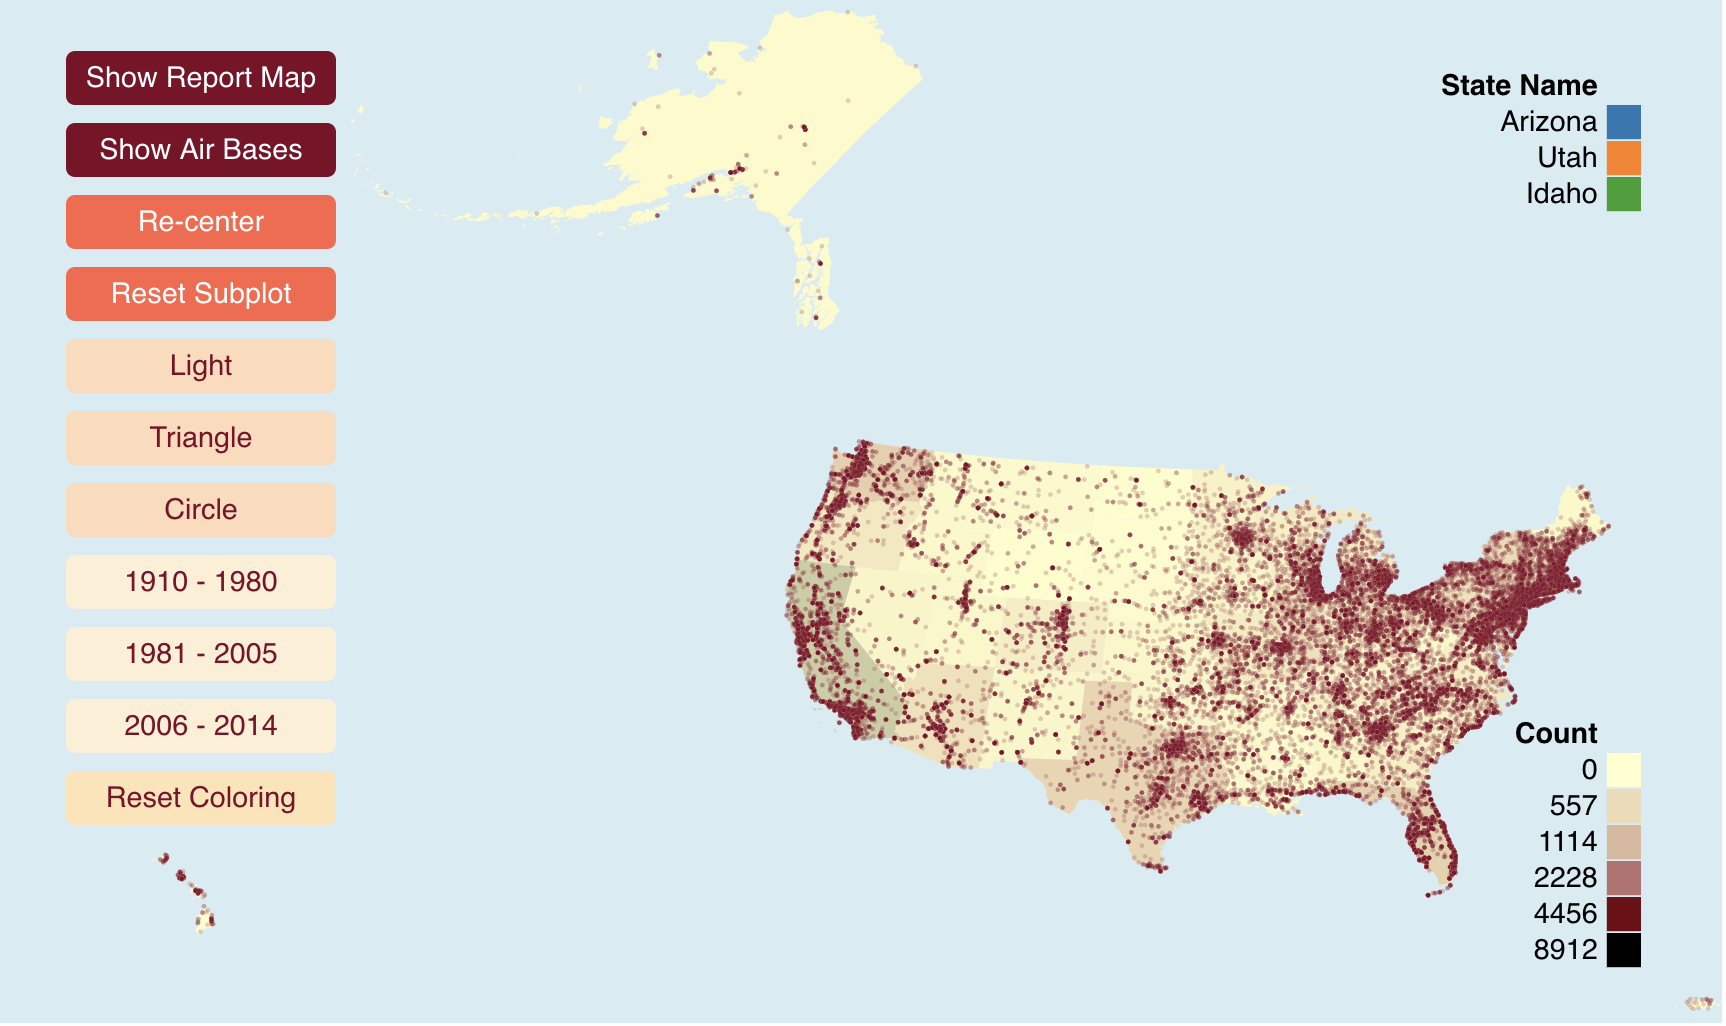 Show Report Map
Show Air Bases
Re-center
Reset Subplot
Light
Triangle
Circle
1910 - 1980
1981 - 2005
2006 - 2014
Reset Coloring
State Name
Arizona
Utah
Idaho
Count
0
557
1114
2228
4456
8912